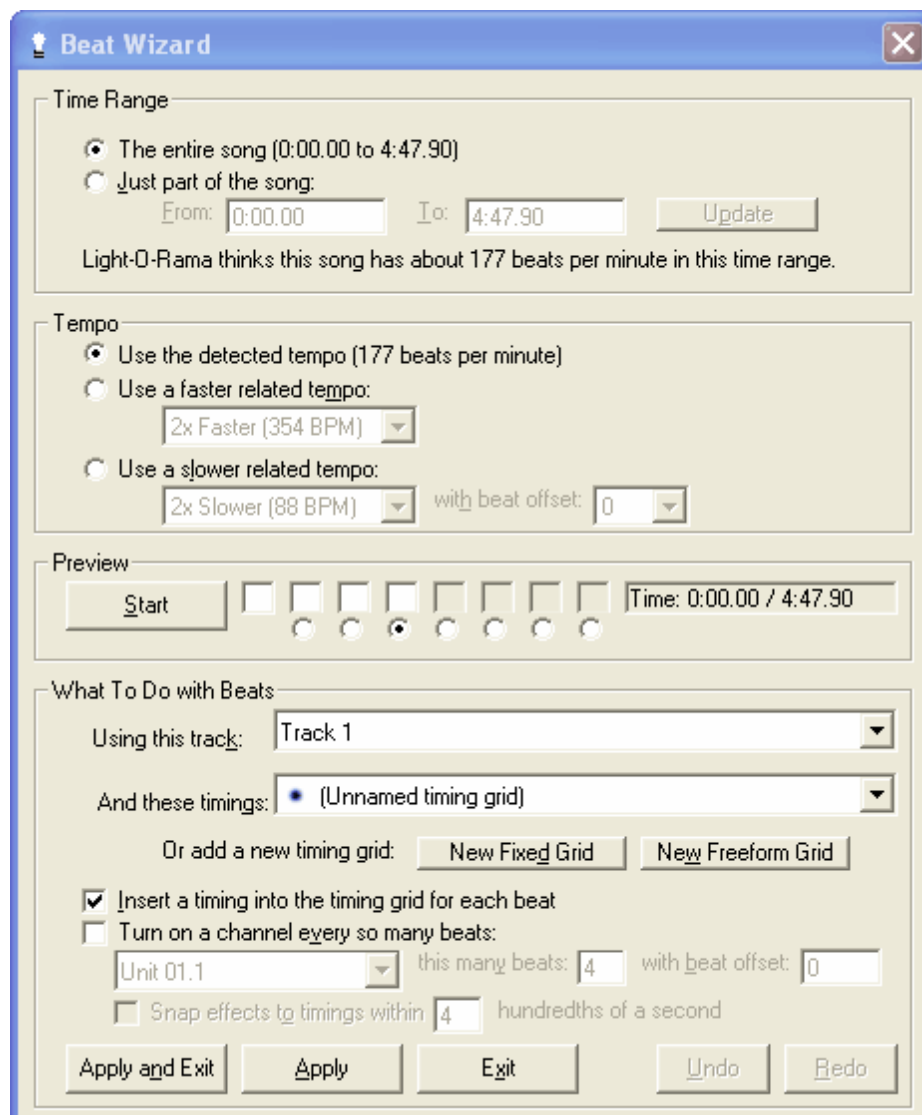 Beat Wizard
Time Range
The entire song (0:00.00 to 4:47.90)
Just part of the song:
From: 0:00.00 To: 4:47.90 Update
Light-O-Rama thinks this song has about 177 beats per minute in this time range.
Tempo
Use the detected tempo (177 beats per minute)
Use a faster related tempo:
2x Faster (354 BPM)
Use a slower related tempo:
2x Slower (88 BPM) with beat offset: 0
Preview
Start Time: 0:00.00 / 4:47.90
What To Do with Beats
Using this track: Track 1
And these timings: (Unnamed timing grid)
Or add a new timing grid: New Fixed Grid New Freeform Grid
Insert a timing into the timing grid for each beat
Turn on a channel every so many beats:
Unit 01.1 this many beats: 4 with beat offset: 0
Snap effects to timings within 4 hundredths of a second
Apply and Exit Apply Exit Undo Redo